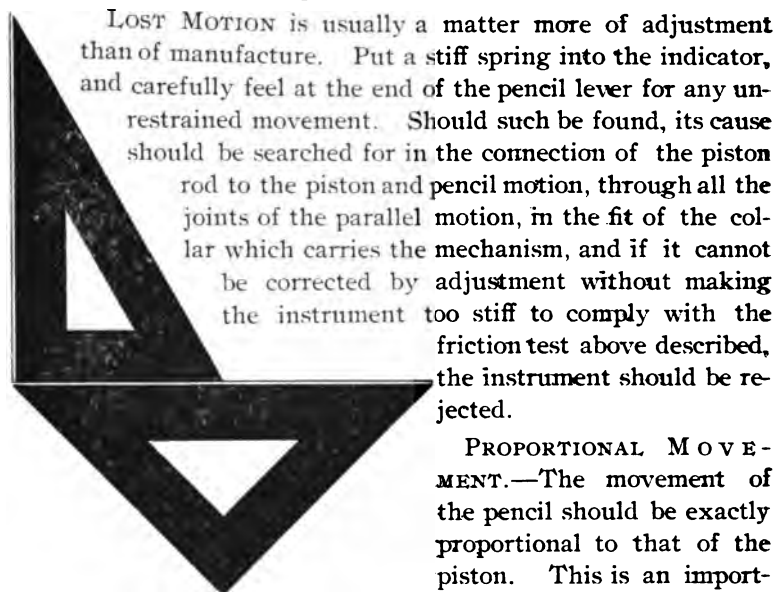 LOST MOTION is usually a matter more of adjustment
than of manufacture. Put a stiff spring into the indicator,
and carefully feel at the end of the pencil lever for any un-
restrained movement. Should such be found, its cause
should be searched for in the connection of the piston
rod to the piston and pencil motion, through all the
joints of the parallel motion, in the fit of the col-
lar which carries the mechanism, and if it cannot
be corrected by adjustment without making
the instrument too stiff to comply with the
friction test above described,
the instrument should be re-
jected.
PROPORTIONAL MOVE-
MENT.—The movement of
the pencil should be exactly
proportional to that of the
piston. This is an import-